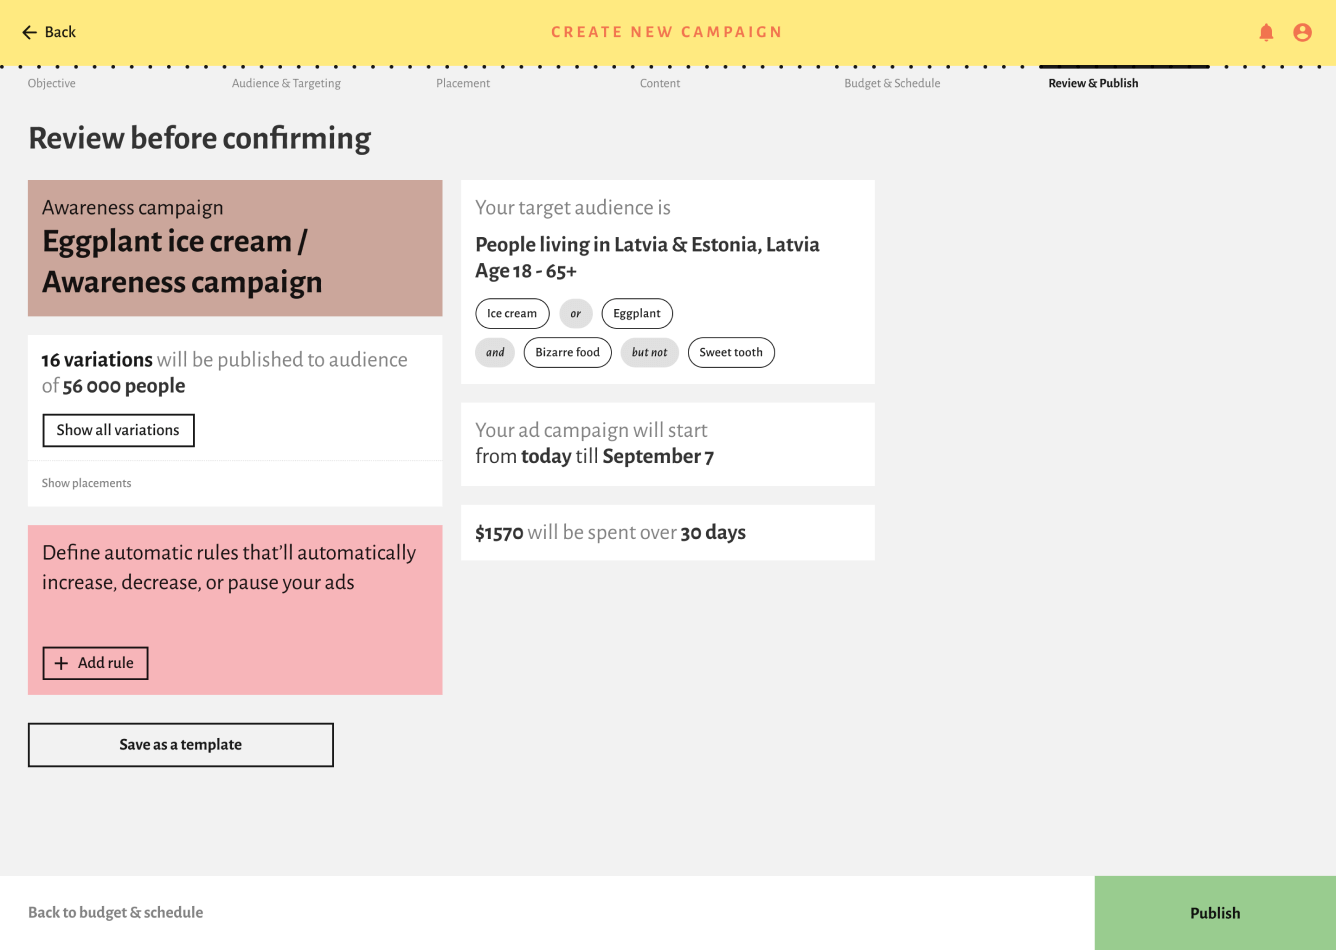 Back
CREATE NEW CAMPAIGN
Objective
Audience & Targeting
Placement
Content
Budget & Schedule
Review & Publish
Review before confirming
Awareness campaign
Eggplant ice cream /
Awareness campaign
16 variations will be published to audience
of 56 000 people
Show all variations
Show placements
Define automatic rules that’ll automatically
increase, decrease, or pause your ads
Add rule
Save as a template
Your target audience is
People living in Latvia & Estonia, Latvia
Age 18 - 65+
Ice cream or Eggplant
and Bizarre food but not Sweet tooth
Your ad campaign will start
from today till September 7
$1570 will be spent over 30 days
Back to budget & schedule
Publish